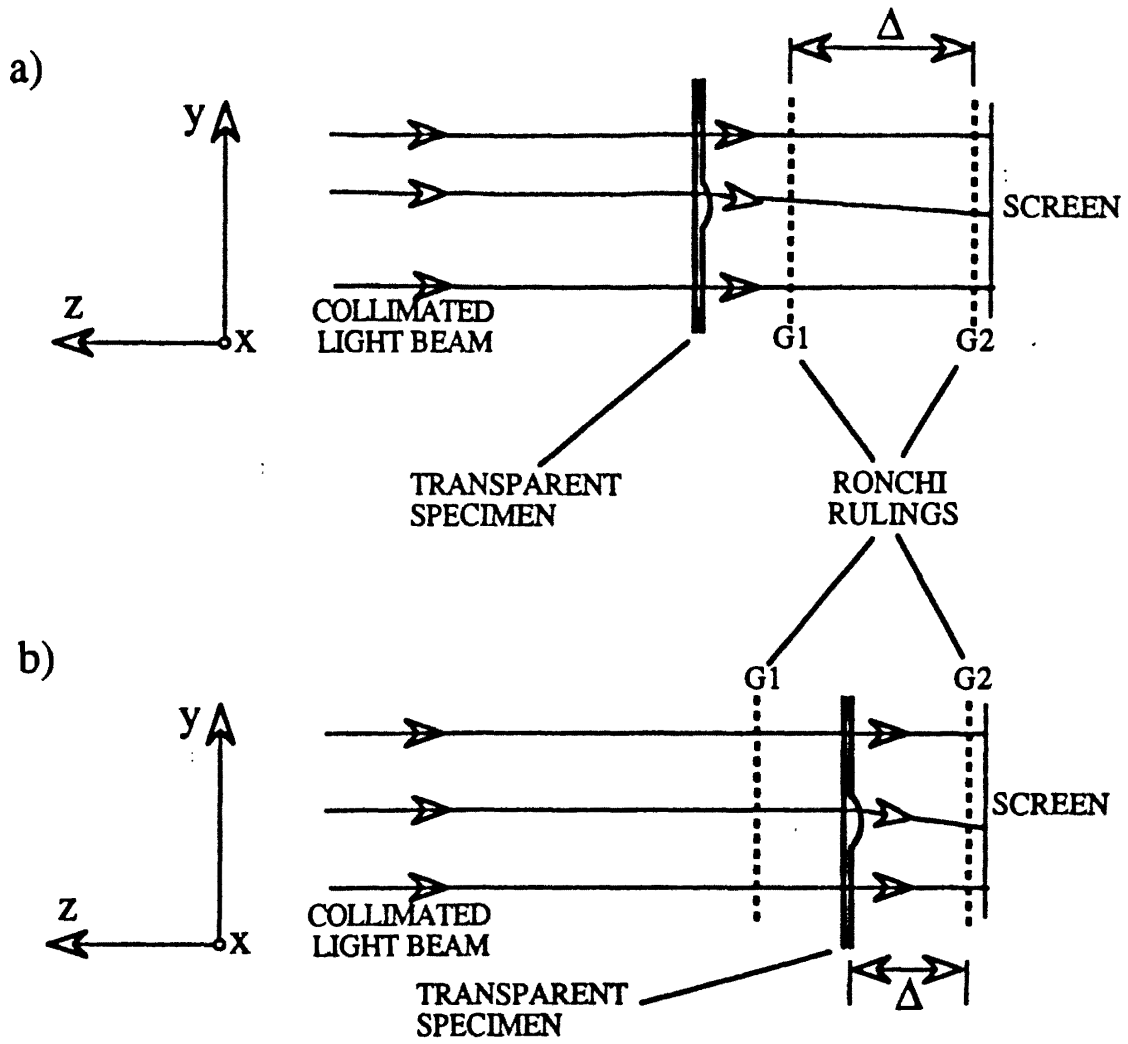 a)
Δ
y
z
x
COLLIMATED
LIGHT BEAM
SCREEN
G1
G2
TRANSPARENT
SPECIMEN
RONCHI
RULINGS
b)
G1
G2
y
z
x
COLLIMATED
LIGHT BEAM
SCREEN
Δ
TRANSPARENT
SPECIMEN